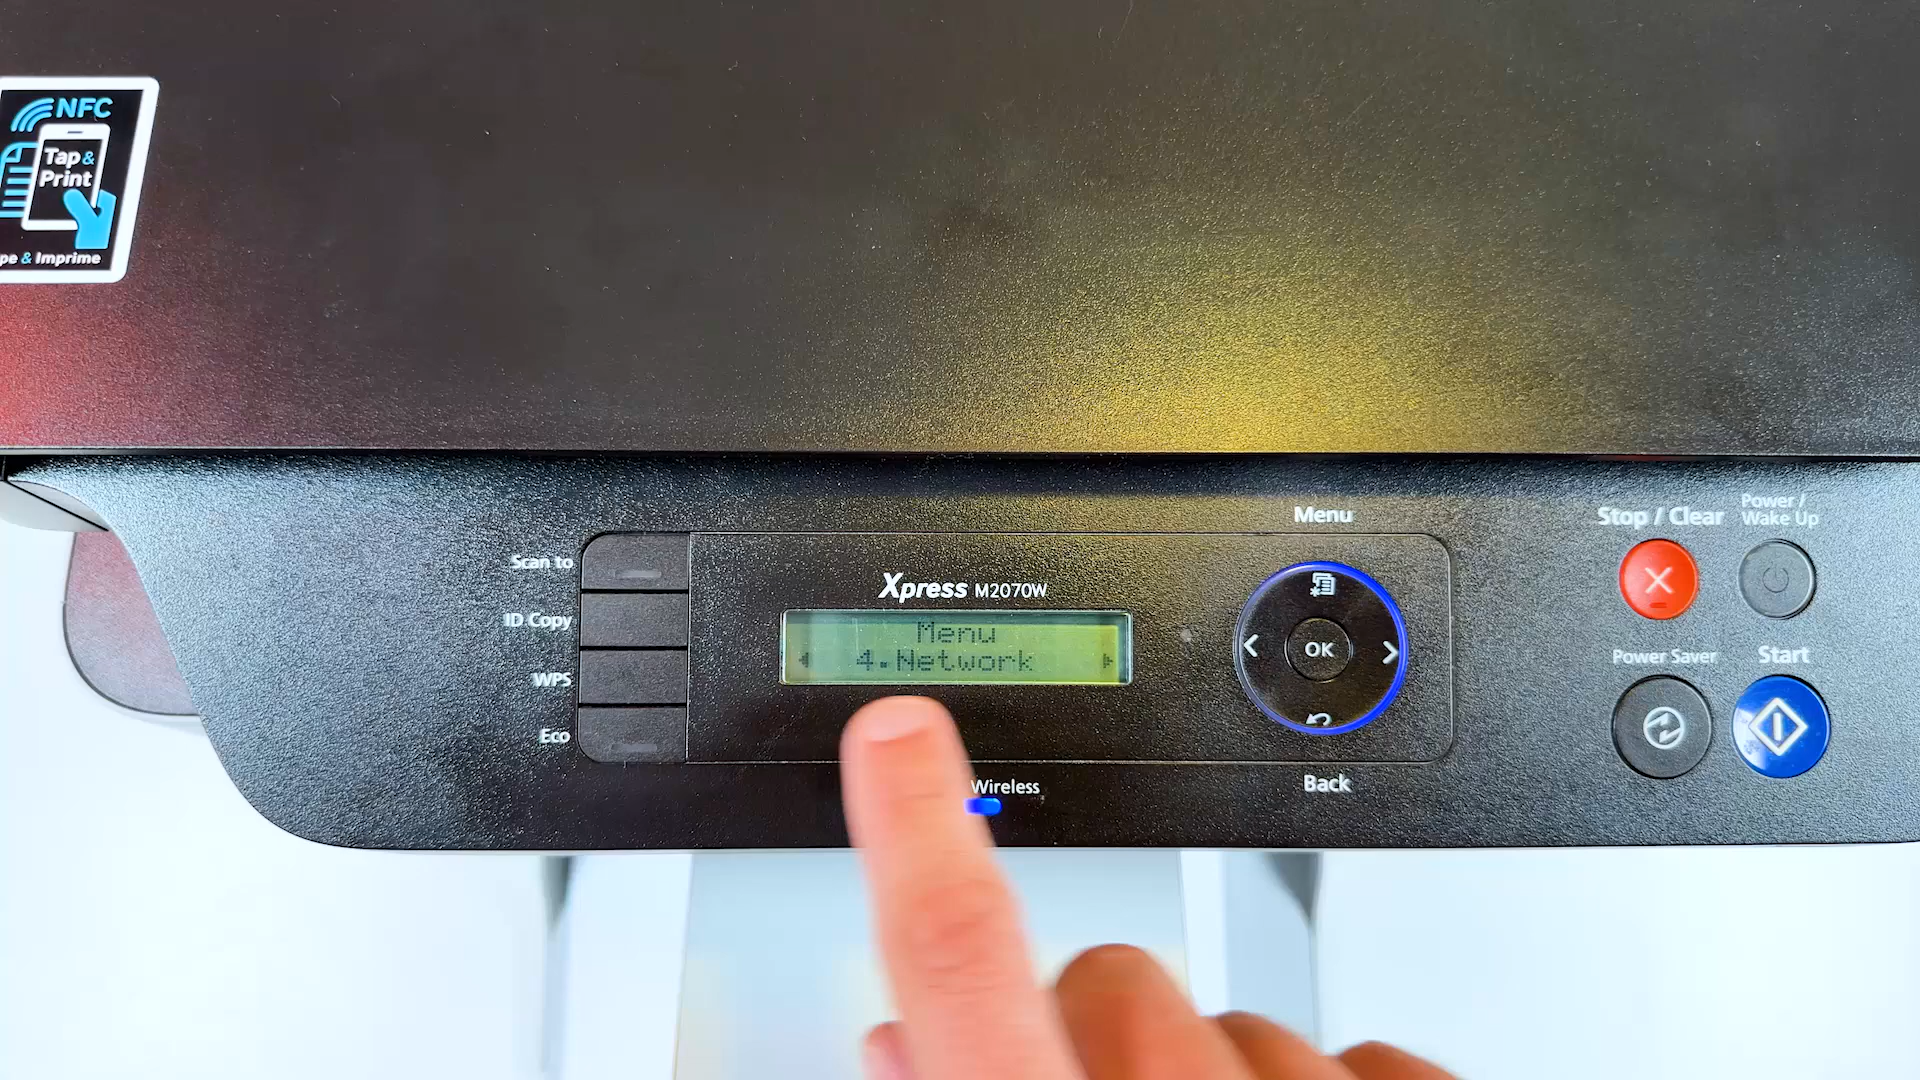 NFC
Tap &
Print
pe & Imprime
Menu
Stop / Clear
Power /
Wake Up
Scan to
Xpress M2070W
ID Copy
Menu
4.Network
OK
Power Saver
Start
WPS
Eco
Wireless
Back